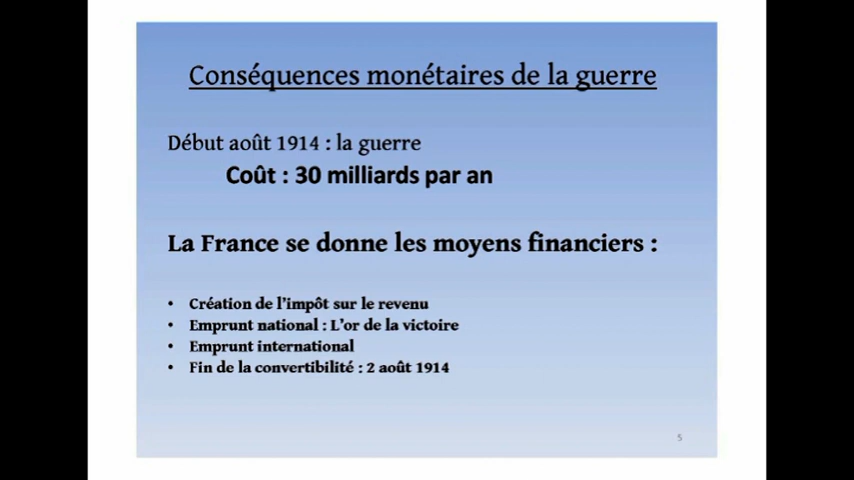 Conséquences monétaires de la guerre
Début août 1914 : la guerre
Coût : 30 milliards par an
La France se donne les moyens financiers :
• Création de l'impôt sur le revenu
• Emprunt national : L'or de la victoire
• Emprunt international
• Fin de la convertibilité : 2 août 1914
5